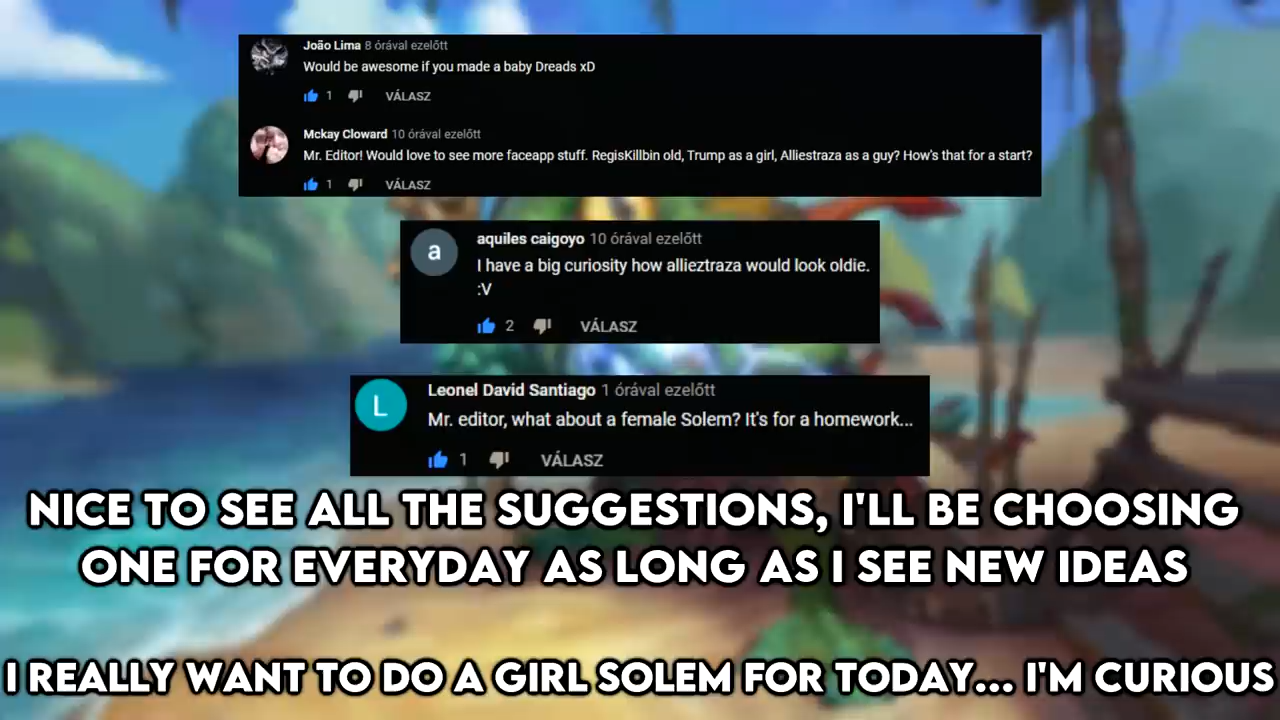 João Lima 8 órával ezelőtt
Would be awesome if you made a baby Dreads xD
1 VÁLASZ
Mckay Cloward 10 órával ezelőtt
Mr. Editor! Would love to see more faceapp stuff. RegisKillbin old, Trump as a girl, Alliestraza as a guy? How's that for a start?
1 VÁLASZ
a
aquiles caigoyo 10 órával ezelőtt
I have a big curiosity how allieztraza would look oldie.
:V
2 VÁLASZ
L
Leonel David Santiago 1 órával ezelőtt
Mr. editor, what about a female Solem? It's for a homework...
1 VÁLASZ
NICE TO SEE ALL THE SUGGESTIONS, I'LL BE CHOOSING
ONE FOR EVERYDAY AS LONG AS I SEE NEW IDEAS
I REALLY WANT TO DO A GIRL SOLEM FOR TODAY... I'M CURIOUS